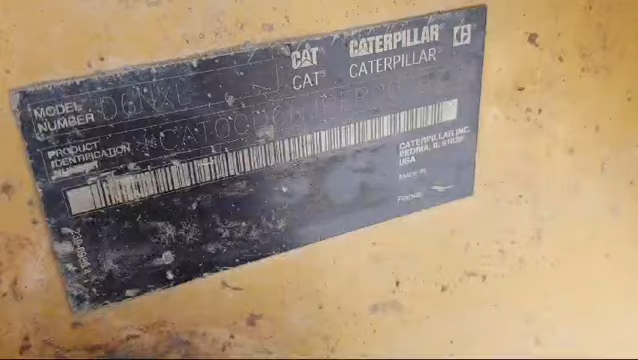 CAT CATERPILLAR
CAT CATERPILLAR
MODEL NUMBER D6NXL
PRODUCT IDENTIFICATION NUMBER
CATERPILLAR INC.
PEORIA, IL 61629
USA
Made in
France